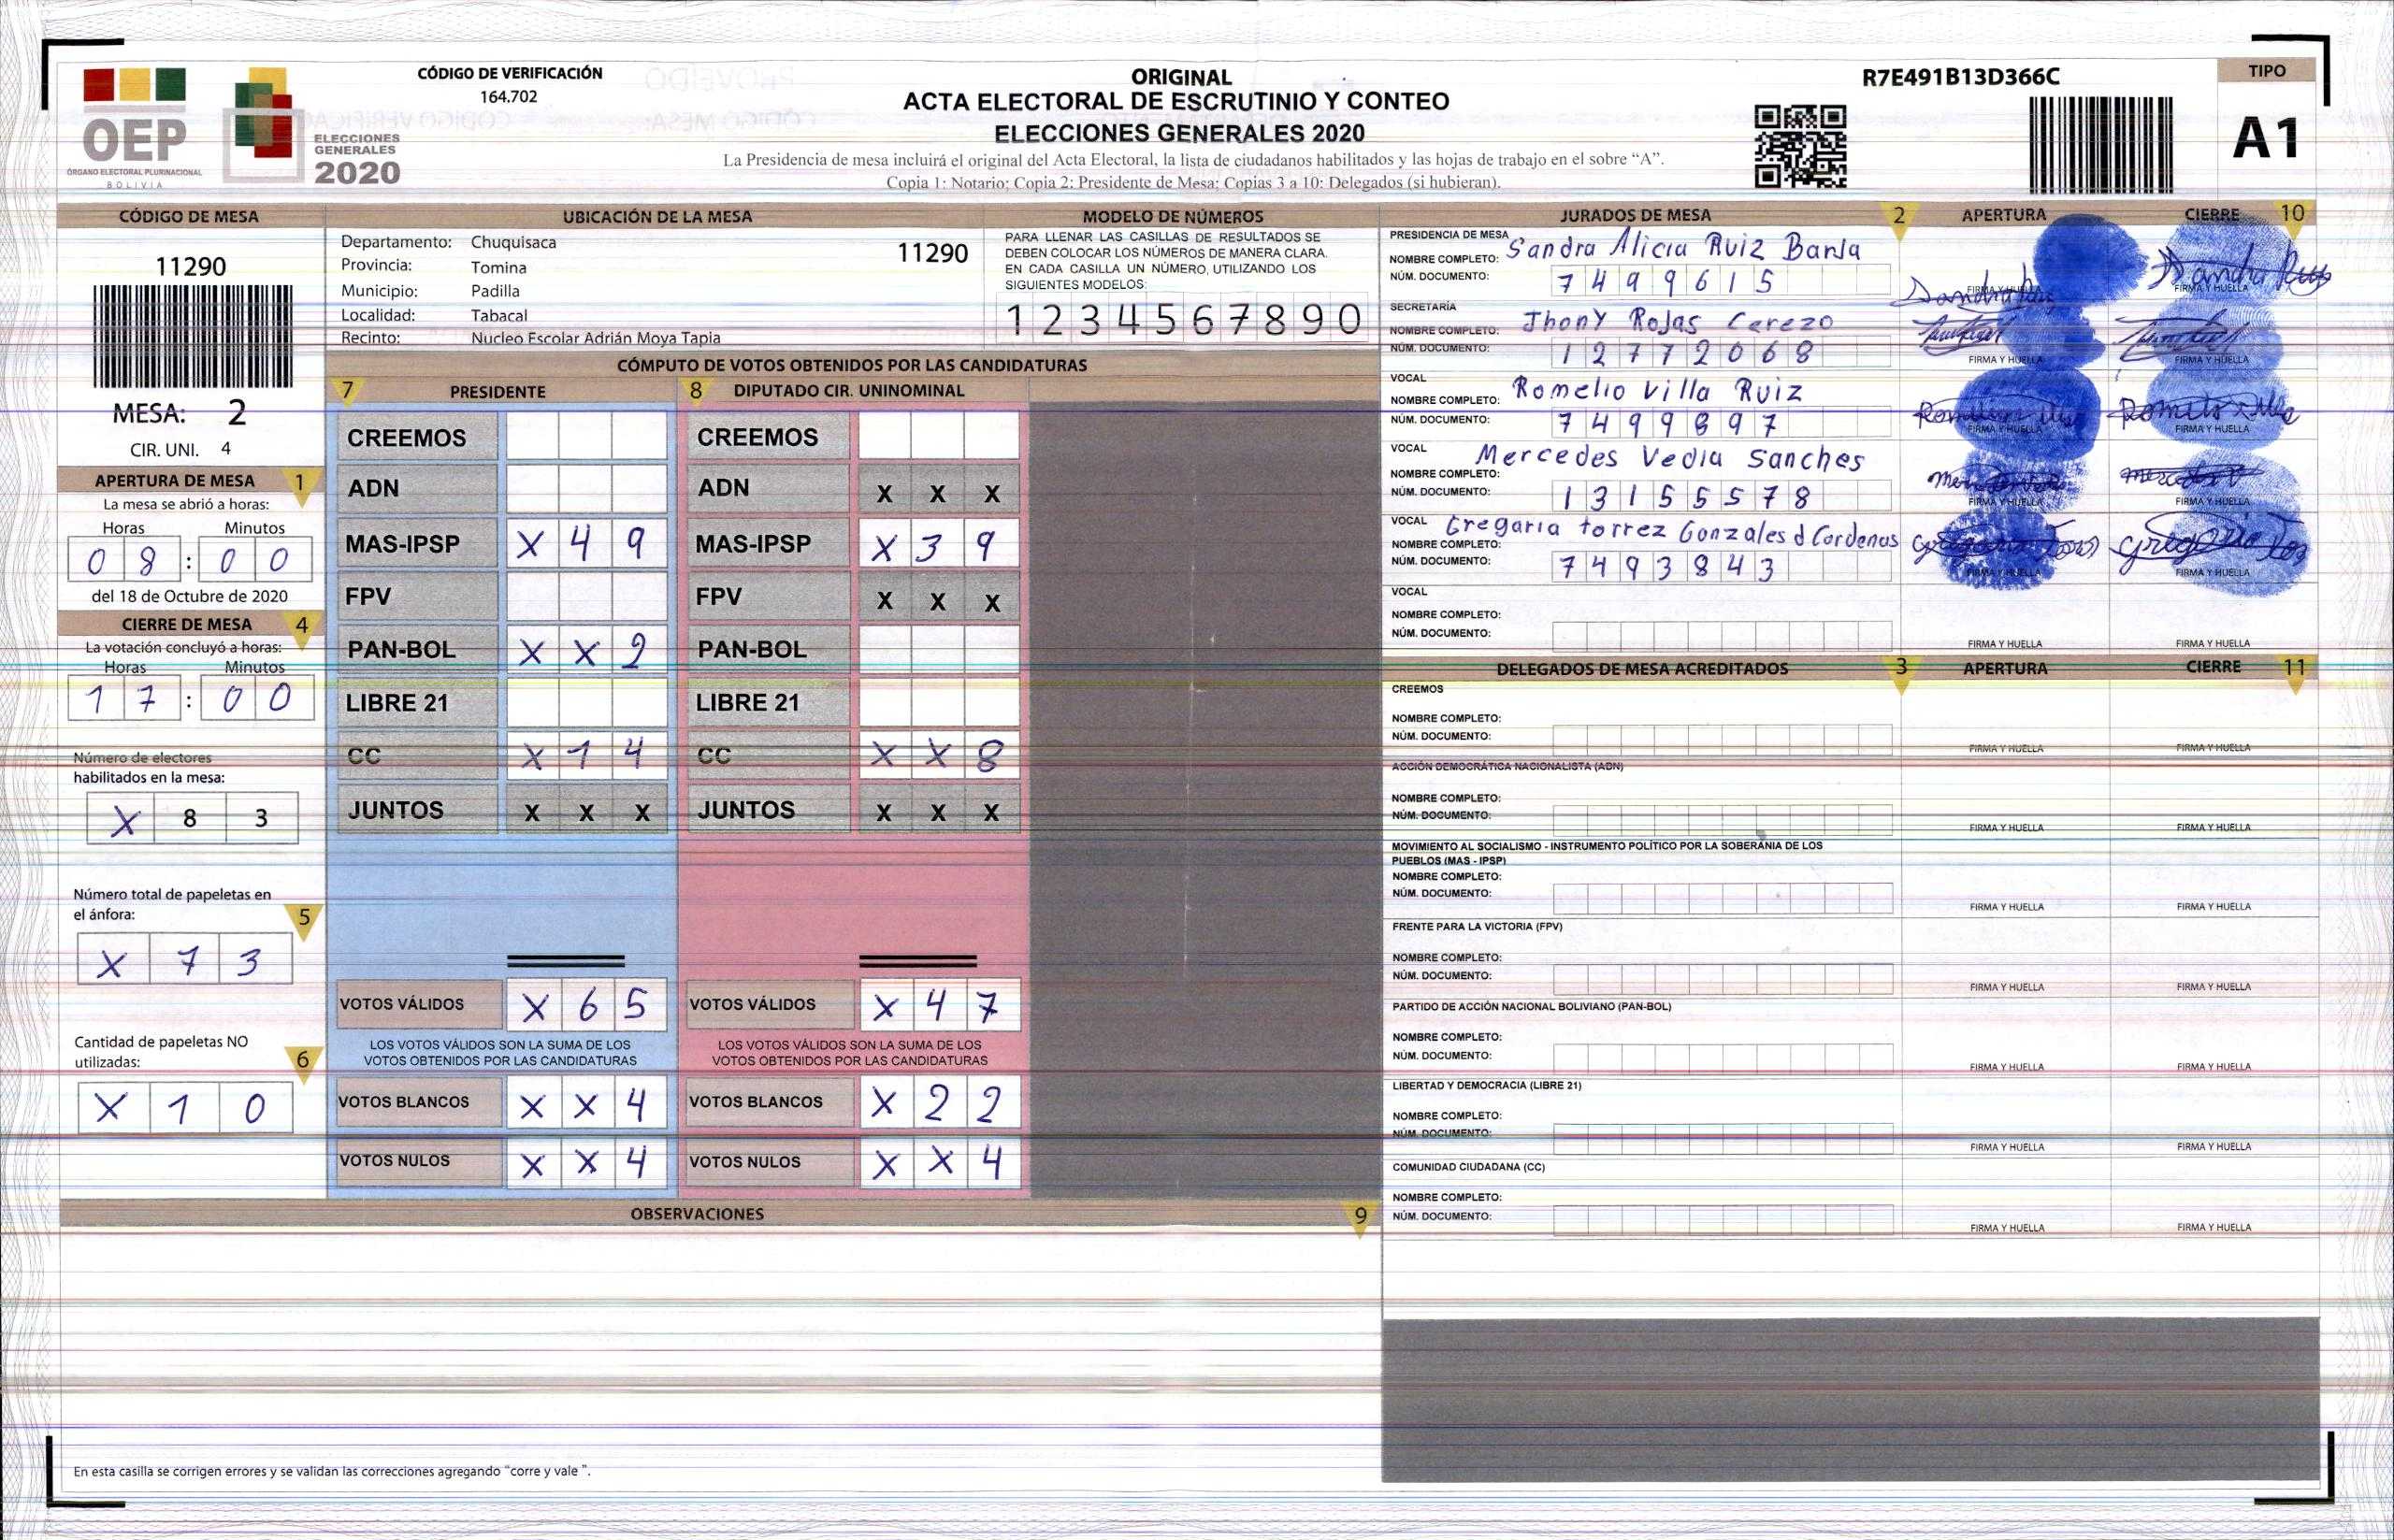 CÓDIGO DE VERIFICACIÓN
164.702
OEP
ÓRGANO ELECTORAL PLURINACIONAL
BOLIVIA
ELECCIONES
GENERALES
2020
ORIGINAL
ACTA ELECTORAL DE ESCRUTINIO Y CONTEO
ELECCIONES GENERALES 2020
La Presidencia de mesa incluirá el original del Acta Electoral, la lista de ciudadanos habilitados y las hojas de trabajo en el sobre “A”.
Copia 1: Notario; Copia 2: Presidente de Mesa; Copias 3 a 10: Delegados (si hubieran).
R7E491B13D366C
TIPO
A1
CÓDIGO DE MESA
11290
MESA: 2
CIR. UNI. 4
APERTURA DE MESA 1
La mesa se abrió a horas:
Horas Minutos
0 8 : 0 0
del 18 de Octubre de 2020
CIERRE DE MESA 4
La votación concluyó a horas:
Horas Minutos
1 7 : 0 0
Número de electores
habilitados en la mesa:
X 8 3
Número total de papeletas en
el ánfora: 5
X 7 3
Cantidad de papeletas NO
utilizadas: 6
X 1 0
UBICACIÓN DE LA MESA
Departamento: Chuquisaca 11290
Provincia: Tomina
Municipio: Padilla
Localidad: Tabacal
Recinto: Nucleo Escolar Adrián Moya Tapia
MODELO DE NÚMEROS
PARA LLENAR LAS CASILLAS DE RESULTADOS SE
DEBEN COLOCAR LOS NÚMEROS DE MANERA CLARA.
EN CADA CASILLA UN NÚMERO, UTILIZANDO LOS
SIGUIENTES MODELOS:
1 2 3 4 5 6 7 8 9 0
CÓMPUTO DE VOTOS OBTENIDOS POR LAS CANDIDATURAS
7 PRESIDENTE
CREEMOS
ADN
MAS-IPSP X 4 9
FPV
PAN-BOL X X 2
LIBRE 21
CC X 1 4
JUNTOS X X X
VOTOS VÁLIDOS X 6 5
LOS VOTOS VÁLIDOS SON LA SUMA DE LOS
VOTOS OBTENIDOS POR LAS CANDIDATURAS
VOTOS BLANCOS X X 4
VOTOS NULOS X X 4
8 DIPUTADO CIR. UNINOMINAL
CREEMOS
ADN X X X
MAS-IPSP X 3 9
FPV X X X
PAN-BOL
LIBRE 21
CC X X 8
JUNTOS X X X
VOTOS VÁLIDOS X 4 7
LOS VOTOS VÁLIDOS SON LA SUMA DE LOS
VOTOS OBTENIDOS POR LAS CANDIDATURAS
VOTOS BLANCOS X 2 2
VOTOS NULOS X X 4
OBSERVACIONES 9
En esta casilla se corrigen errores y se validan las correcciones agregando “corre y vale ”.
JURADOS DE MESA 2 APERTURA CIERRE 10
PRESIDENCIA DE MESA
NOMBRE COMPLETO: Sandra Alicia Ruiz Barja
NÚM. DOCUMENTO: 7 4 9 9 6 1 5
FIRMA Y HUELLA FIRMA Y HUELLA
SECRETARÍA
NOMBRE COMPLETO: Jhony Rojas Cerezo
NÚM. DOCUMENTO: 1 2 7 7 2 0 6 8
FIRMA Y HUELLA FIRMA Y HUELLA
VOCAL
NOMBRE COMPLETO: Romelio Villa Ruiz
NÚM. DOCUMENTO: 7 4 9 9 8 9 7
FIRMA Y HUELLA FIRMA Y HUELLA
VOCAL
NOMBRE COMPLETO: Mercedes Vedia Sanches
NÚM. DOCUMENTO: 1 3 1 5 5 5 7 8
FIRMA Y HUELLA FIRMA Y HUELLA
VOCAL
NOMBRE COMPLETO: Gregaria torrez Gonzales d Cardenas
NÚM. DOCUMENTO: 7 4 9 3 8 4 3
FIRMA Y HUELLA FIRMA Y HUELLA
VOCAL
NOMBRE COMPLETO:
NÚM. DOCUMENTO:
FIRMA Y HUELLA FIRMA Y HUELLA
DELEGADOS DE MESA ACREDITADOS 3 APERTURA CIERRE 11
CREEMOS
NOMBRE COMPLETO:
NÚM. DOCUMENTO:
FIRMA Y HUELLA FIRMA Y HUELLA
ACCIÓN DEMOCRÁTICA NACIONALISTA (ADN)
NOMBRE COMPLETO:
NÚM. DOCUMENTO:
FIRMA Y HUELLA FIRMA Y HUELLA
MOVIMIENTO AL SOCIALISMO - INSTRUMENTO POLÍTICO POR LA SOBERANIA DE LOS
PUEBLOS (MAS - IPSP)
NOMBRE COMPLETO:
NÚM. DOCUMENTO:
FIRMA Y HUELLA FIRMA Y HUELLA
FRENTE PARA LA VICTORIA (FPV)
NOMBRE COMPLETO:
NÚM. DOCUMENTO:
FIRMA Y HUELLA FIRMA Y HUELLA
PARTIDO DE ACCIÓN NACIONAL BOLIVIANO (PAN-BOL)
NOMBRE COMPLETO:
NÚM. DOCUMENTO:
FIRMA Y HUELLA FIRMA Y HUELLA
LIBERTAD Y DEMOCRACIA (LIBRE 21)
NOMBRE COMPLETO:
NÚM. DOCUMENTO:
FIRMA Y HUELLA FIRMA Y HUELLA
COMUNIDAD CIUDADANA (CC)
NOMBRE COMPLETO:
NÚM. DOCUMENTO:
FIRMA Y HUELLA FIRMA Y HUELLA